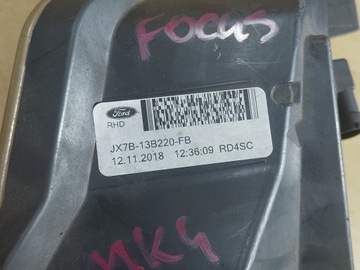 FOCUS
Ford
RHD
JX7B-13B220-FB
12.11.2018 12:36:09 RD4SC
MK4